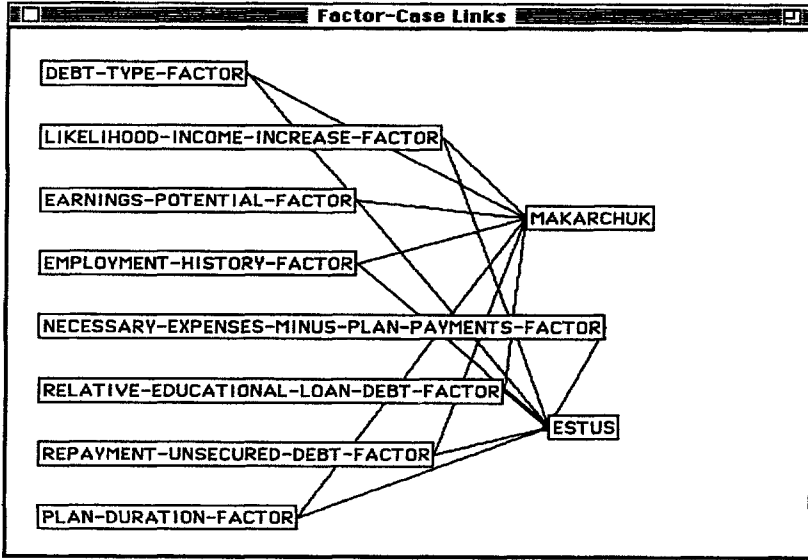 Factor-Case Links
DEBT-TYPE-FACTOR
LIKELIHOOD-INCOME-INCREASE-FACTOR
EARNINGS-POTENTIAL-FACTOR
MAKARCHUK
EMPLOYMENT-HISTORY-FACTOR
NECESSARY-EXPENSES-MINUS-PLAN-PAYMENTS-FACTOR
RELATIVE-EDUCATIONAL-LOAN-DEBT-FACTOR
ESTUS
REPAYMENT-UNSECURED-DEBT-FACTOR
PLAN-DURATION-FACTOR